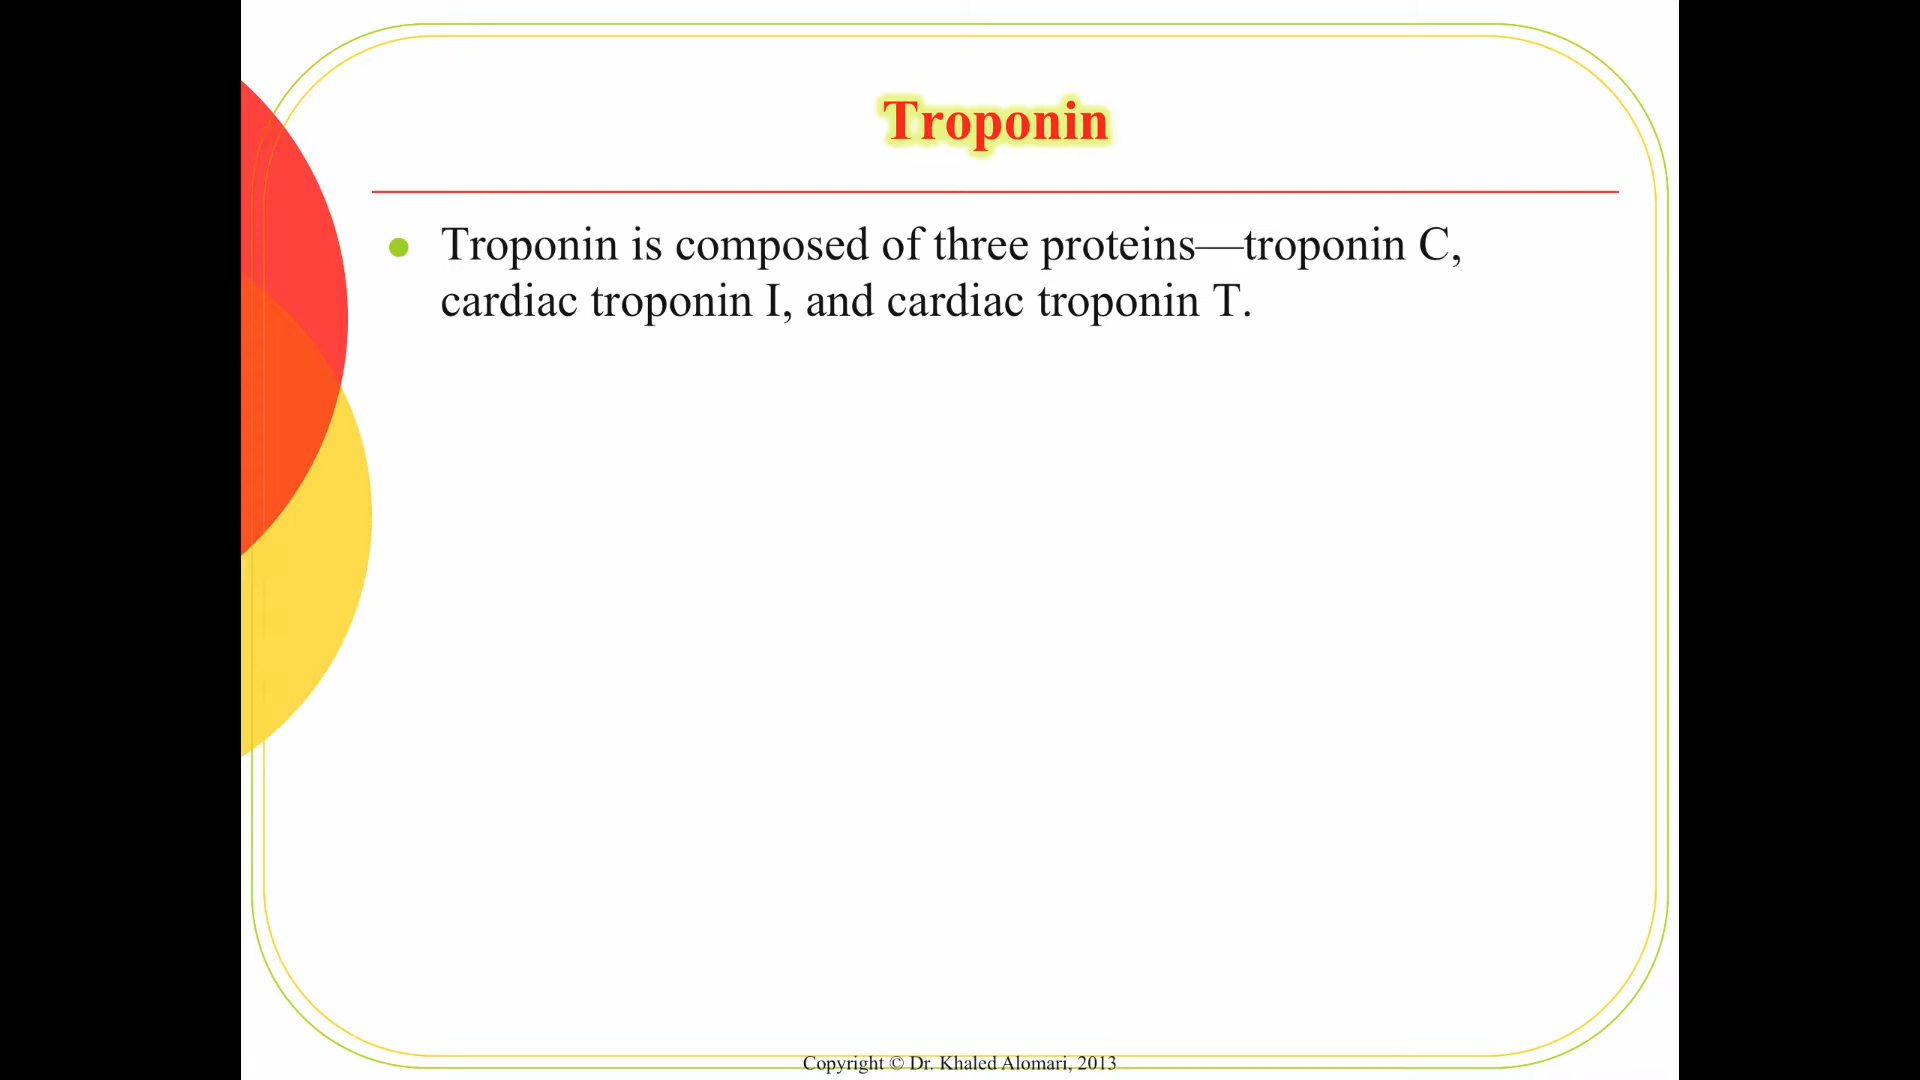 Troponin
Troponin is composed of three proteins—troponin C,
cardiac troponin I, and cardiac troponin T.
Copyright © Dr. Khaled Alomari, 2013